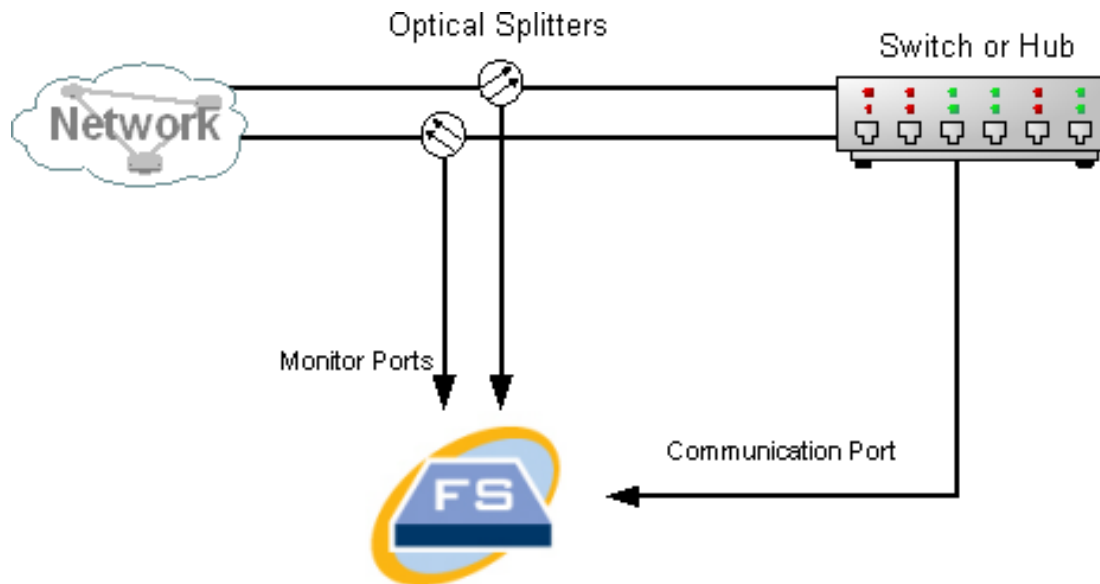 Optical Splitters
Switch or Hub
Network
Monitor Ports
Communication Port
FS